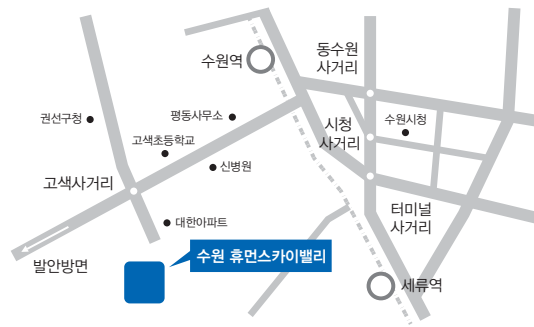 동수원
사거리
수원역
권선구청
평동사무소
시청
사거리
수원시청
고색초등학교
신병원
고색사거리
대한아파트
터미널
사거리
발안방면
수원 휴먼스카이밸리
세류역